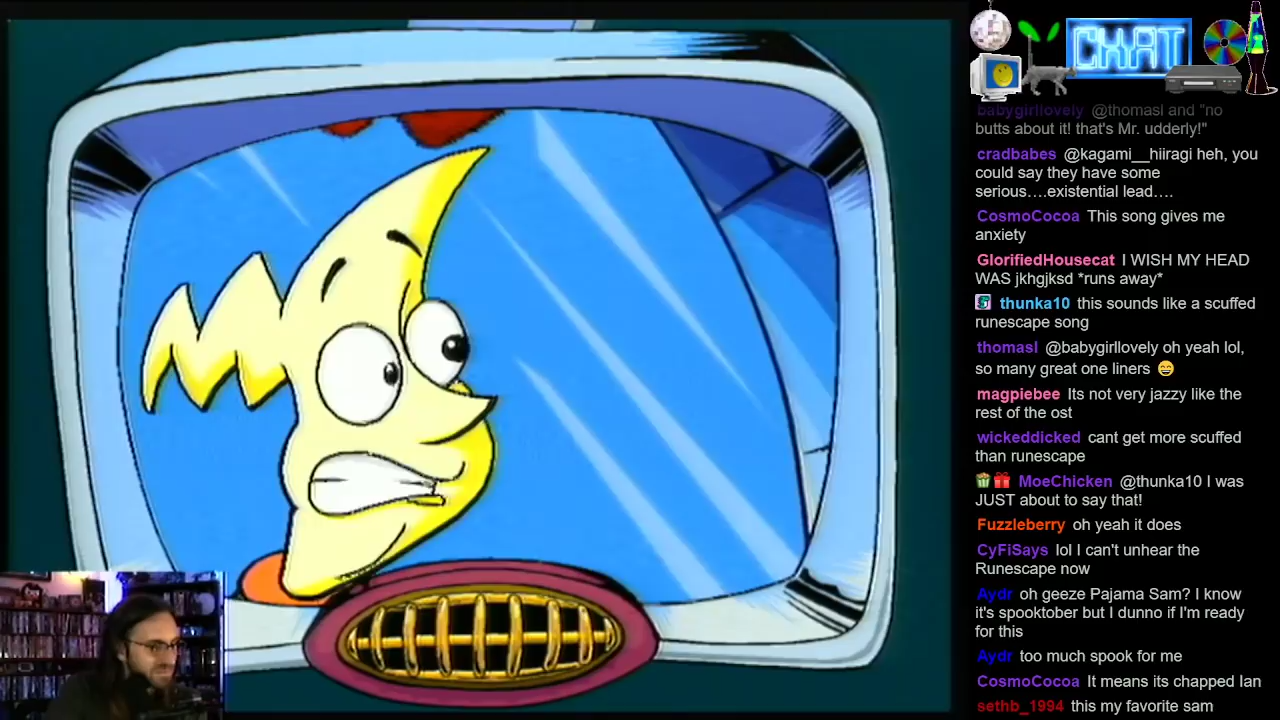 CHAT
babygirllovely @thomasl and "no
butts about it! that's Mr. udderly!"
cradbabes @kagami__hiiragi heh, you
could say they have some
serious….existential lead….
CosmoCocoa This song gives me
anxiety
GlorifiedHousecat I WISH MY HEAD
WAS jkhgjksd *runs away*
thunka10 this sounds like a scuffed
runescape song
thomasl @babygirllovely oh yeah lol,
so many great one liners 😄
magpiebee Its not very jazzy like the
rest of the ost
wickeddicked cant get more scuffed
than runescape
MoeChicken @thunka10 I was
JUST about to say that!
Fuzzleberry oh yeah it does
CyFiSays lol I can't unhear the
Runescape now
Aydr oh geeze Pajama Sam? I know
it's spooktober but I dunno if I'm ready
for this
Aydr too much spook for me
CosmoCocoa It means its chapped Ian
sethb_1994 this my favorite sam